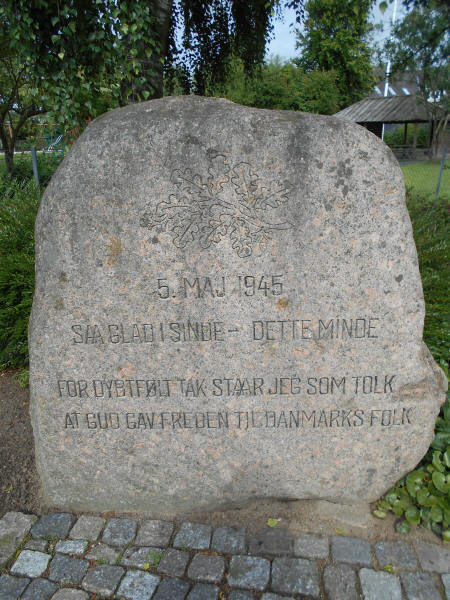 5. MAJ 1945
SAA GLAD I SINDE - DETTE MINDE
FOR DYBTFØLT TAK STAAR JEG SOM TOLK
AT GUD GAV FREDEN TIL DANMARKS FOLK